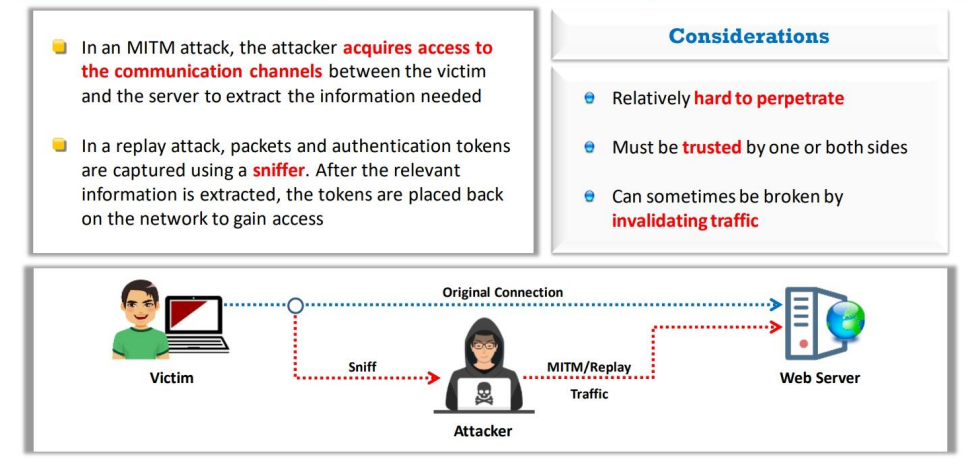 In an MITM attack, the attacker acquires access to
the communication channels between the victim
and the server to extract the information needed
In a replay attack, packets and authentication tokens
are captured using a sniffer. After the relevant
information is extracted, the tokens are placed back
on the network to gain access
Considerations
Relatively hard to perpetrate
Must be trusted by one or both sides
Can sometimes be broken by
invalidating traffic
Original Connection
Victim
Sniff
Attacker
MITM/Replay
Traffic
Web Server